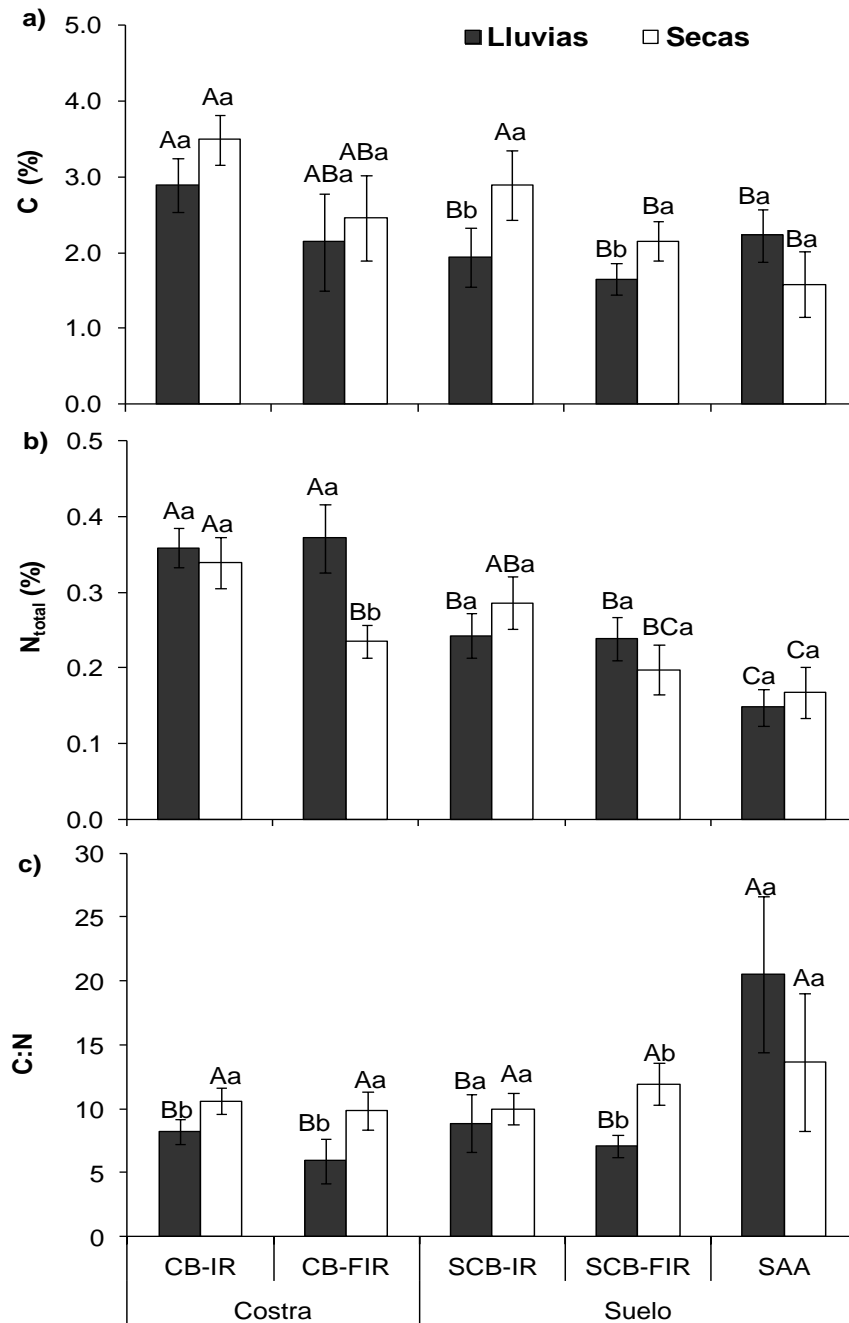 a)
Lluvias Secas
5.0
4.0
3.0
2.0
1.0
0.0
C (%)
Aa Aa ABa ABa Bb Aa Bb Ba Ba Ba
b)
0.5
0.4
0.3
0.2
0.1
0.0
Ntotal (%)
Aa Aa Aa Bb Ba ABa Ba BCa Ca Ca
c)
30
25
20
15
10
5
0
C:N
Bb Aa Bb Aa Ba Aa Bb Ab Aa Aa
CB-IR CB-FIR SCB-IR SCB-FIR SAA
Costra Suelo